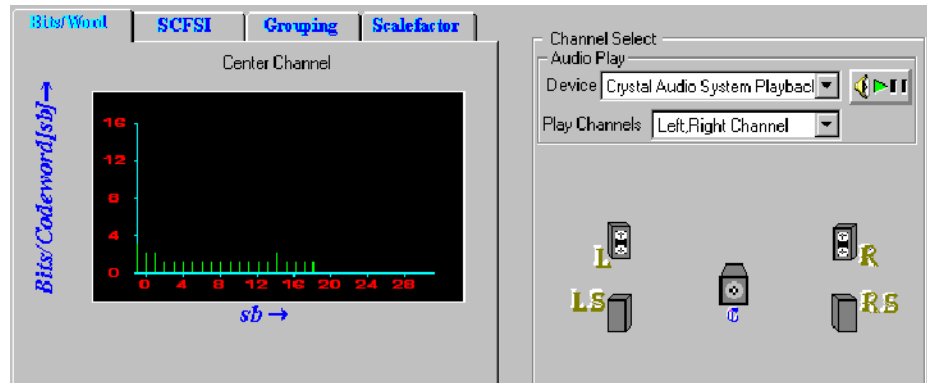 Bits/Word SCFSI Grouping Scalefactor
Center Channel
Bits/Codeword[sb]→
16
12
8
4
0
0 4 8 12 16 20 24 28
sb →
Channel Select
Audio Play
Device Crystal Audio System Playbacl
Play Channels Left,Right Channel
L R
C
LS RS